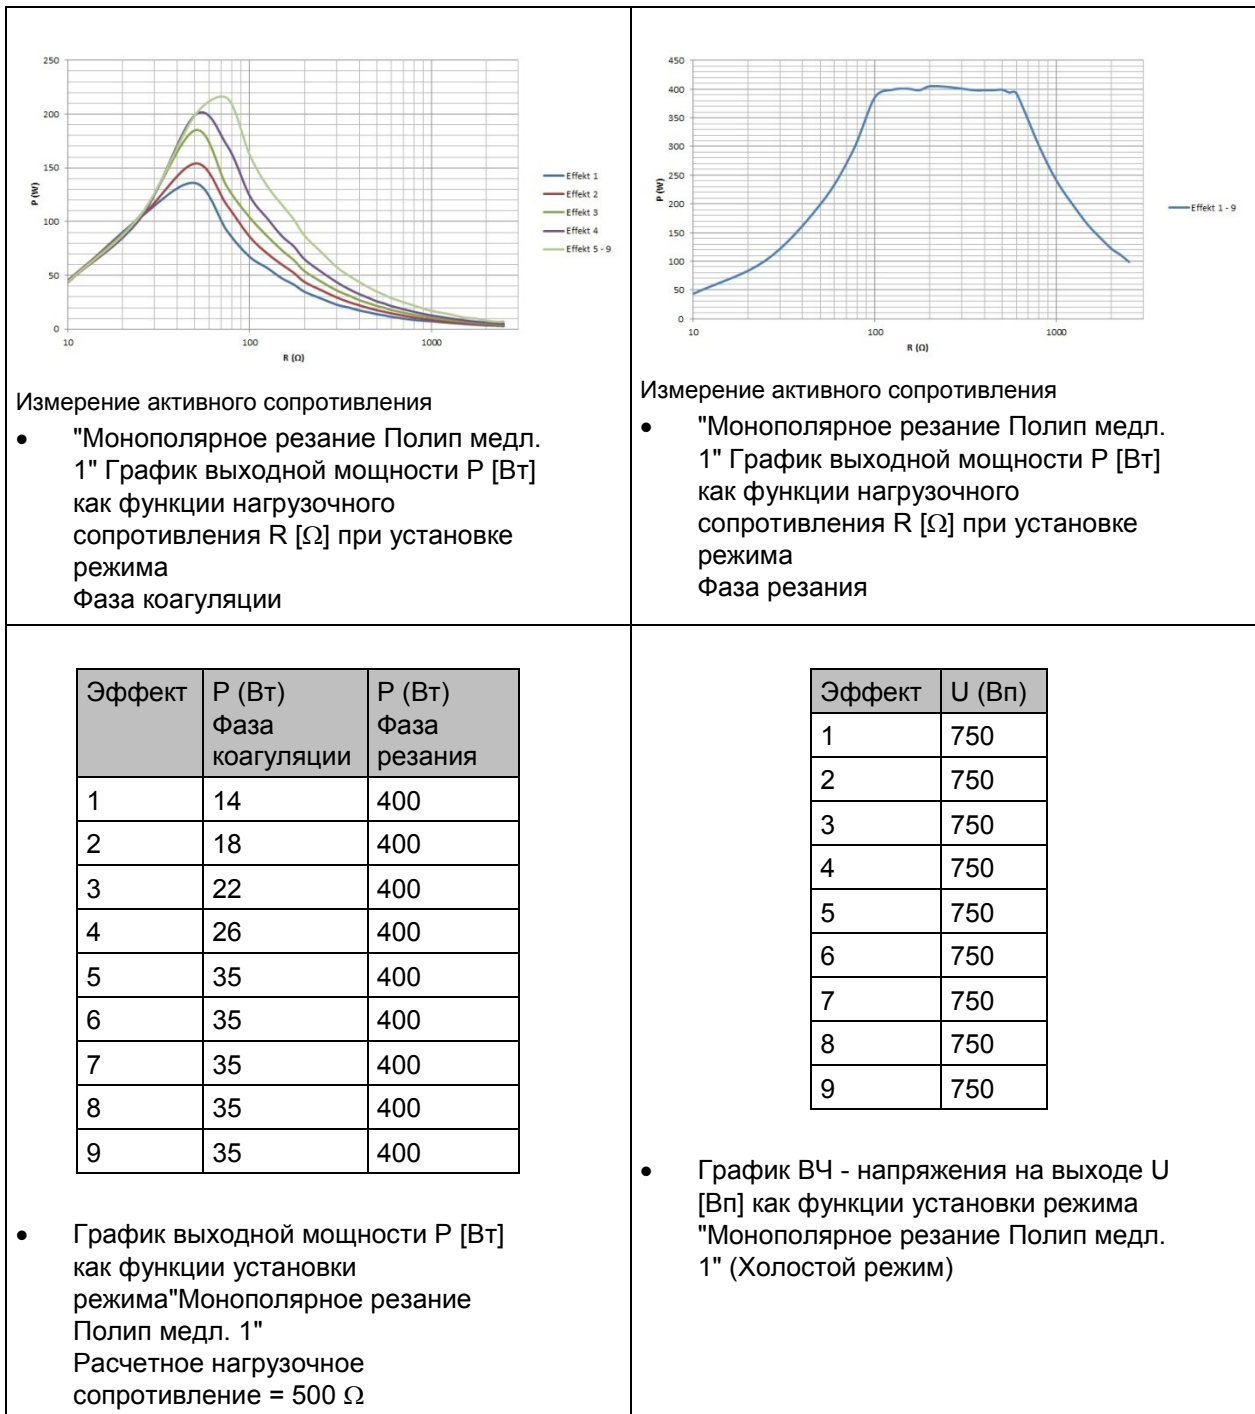 250
200
150
100
50
0
P (W)
10
100
1000
R (Ω)
Effekt 1
Effekt 2
Effekt 3
Effekt 4
Effekt 5 - 9
Измерение активного сопротивления
• "Монополярное резание Полип медл.
1" График выходной мощности P [Вт]
как функции нагрузочного
сопротивления R [Ω] при установке
режима
Фаза коагуляции
450
400
350
300
250
200
150
100
50
0
P (W)
10
100
1000
R (Ω)
Effekt 1 - 9
Измерение активного сопротивления
• "Монополярное резание Полип медл.
1" График выходной мощности P [Вт]
как функции нагрузочного
сопротивления R [Ω] при установке
режима
Фаза резания
Эффект P (Вт) P (Вт)
Фаза Фаза
коагуляции резания
1 14 400
2 18 400
3 22 400
4 26 400
5 35 400
6 35 400
7 35 400
8 35 400
9 35 400
• График выходной мощности P [Вт]
как функции установки
режима"Монополярное резание
Полип медл. 1"
Расчетное нагрузочное
сопротивление = 500 Ω
Эффект U (Вп)
1 750
2 750
3 750
4 750
5 750
6 750
7 750
8 750
9 750
• График ВЧ - напряжения на выходе U
[Вп] как функции установки режима
"Монополярное резание Полип медл.
1" (Холостой режим)